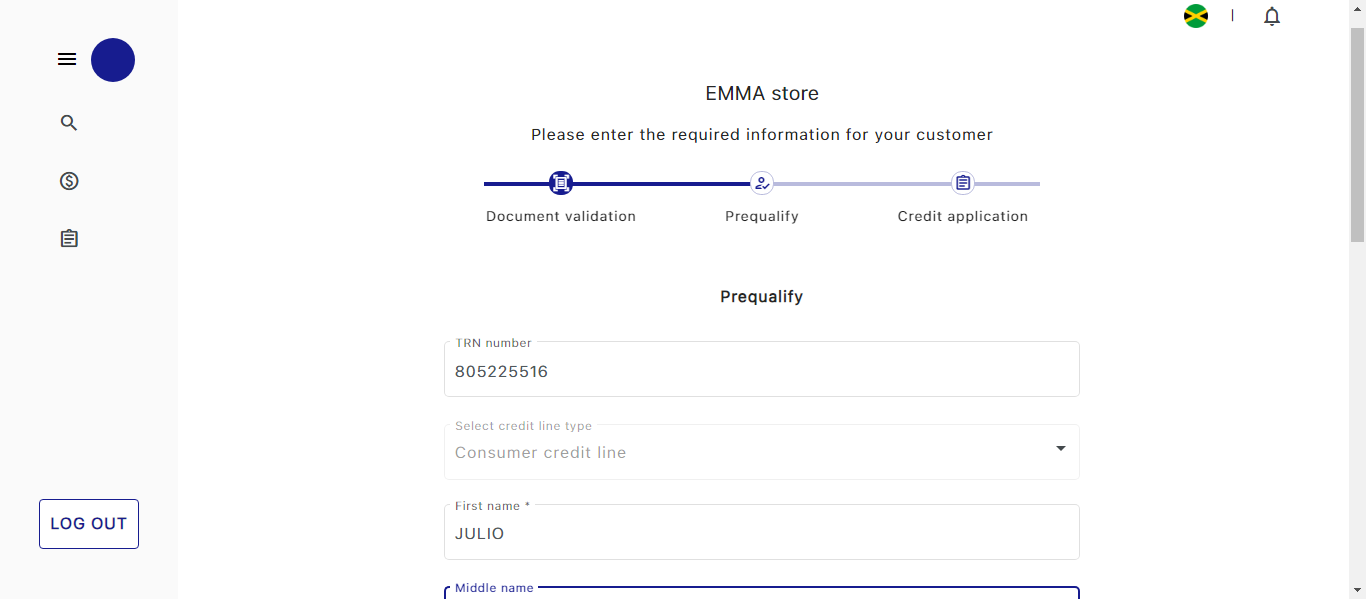 EMMA store
Please enter the required information for your customer
Document validation
Prequalify
Credit application
Prequalify
TRN number
805225516
Select credit line type
Consumer credit line
First name *
JULIO
Middle name
LOG OUT